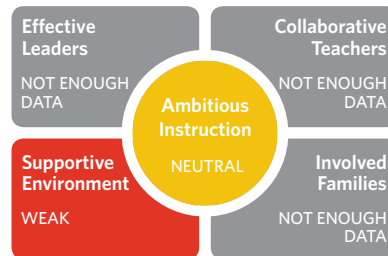 Effective
Leaders
NOT ENOUGH
DATA
Collaborative
Teachers
NOT ENOUGH
DATA
Ambitious
Instruction
NEUTRAL
Supportive
Environment
WEAK
Involved
Families
NOT ENOUGH
DATA